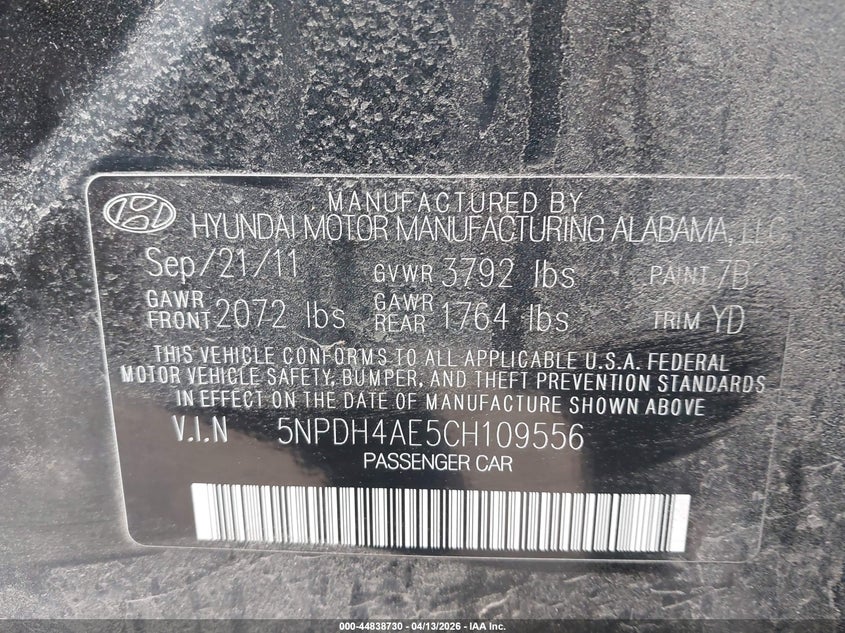 MANUFACTURED BY
HYUNDAI MOTOR MANUFACTURING ALABAMA, LLC
Sep/21/11 GVWR 3792 lbs PAINT 7B
GAWR FRONT 2072 lbs GAWR REAR 1764 lbs TRIM YD
THIS VEHICLE CONFORMS TO ALL APPLICABLE U.S.A. FEDERAL
MOTOR VEHICLE SAFETY, BUMPER, AND THEFT PREVENTION STANDARDS
IN EFFECT ON THE DATE OF MANUFACTURE SHOWN ABOVE
V.I.N 5NPDH4AE5CH109556
PASSENGER CAR
000-44838730 - 04/13/2026 - IAA Inc.